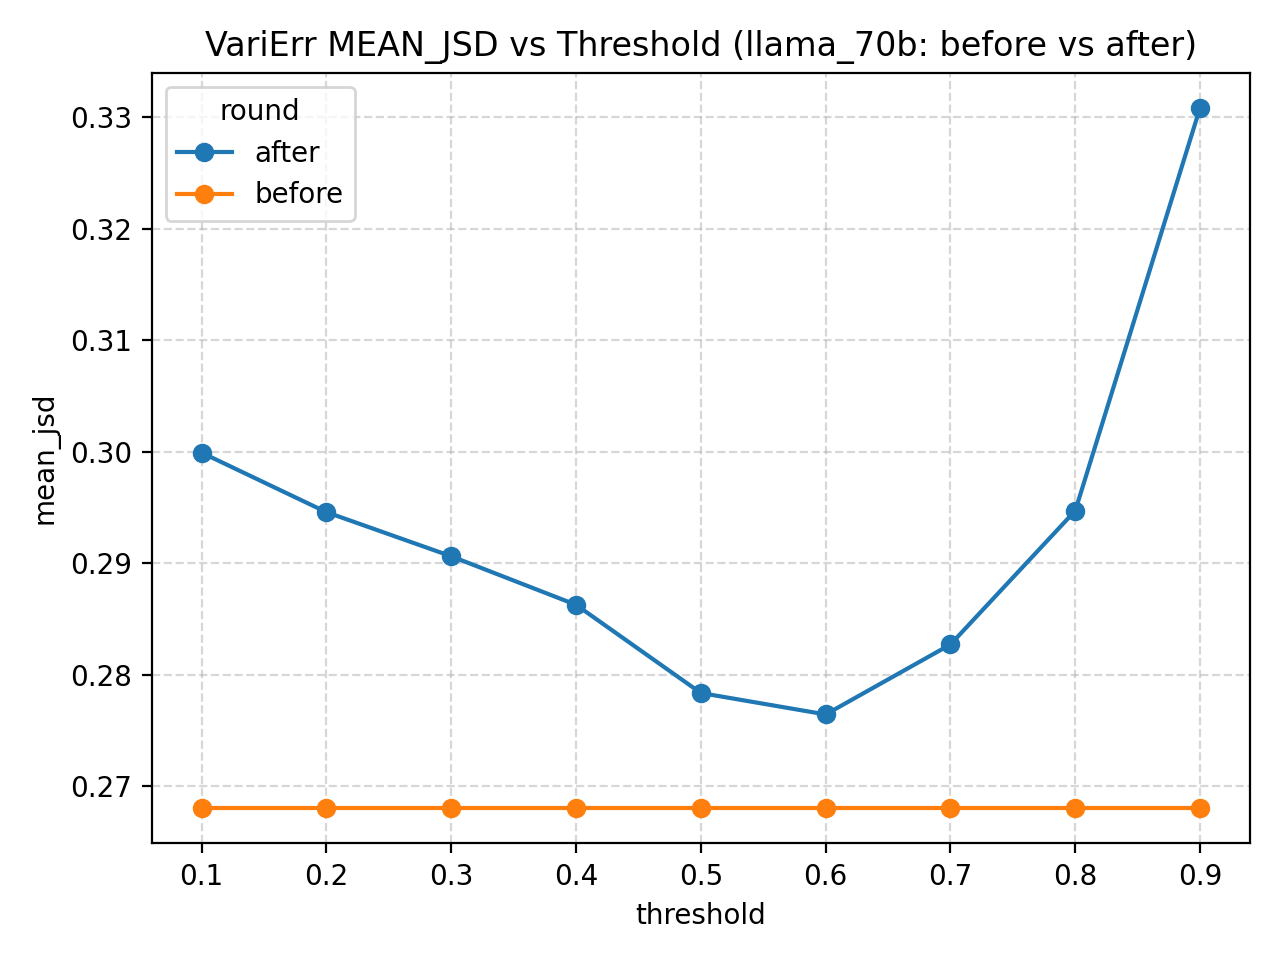 VariErr MEAN_JSD vs Threshold (llama_70b: before vs after)
round
after
before
0.33
0.32
0.31
0.30
0.29
0.28
0.27
mean_jsd
0.1 0.2 0.3 0.4 0.5 0.6 0.7 0.8 0.9
threshold